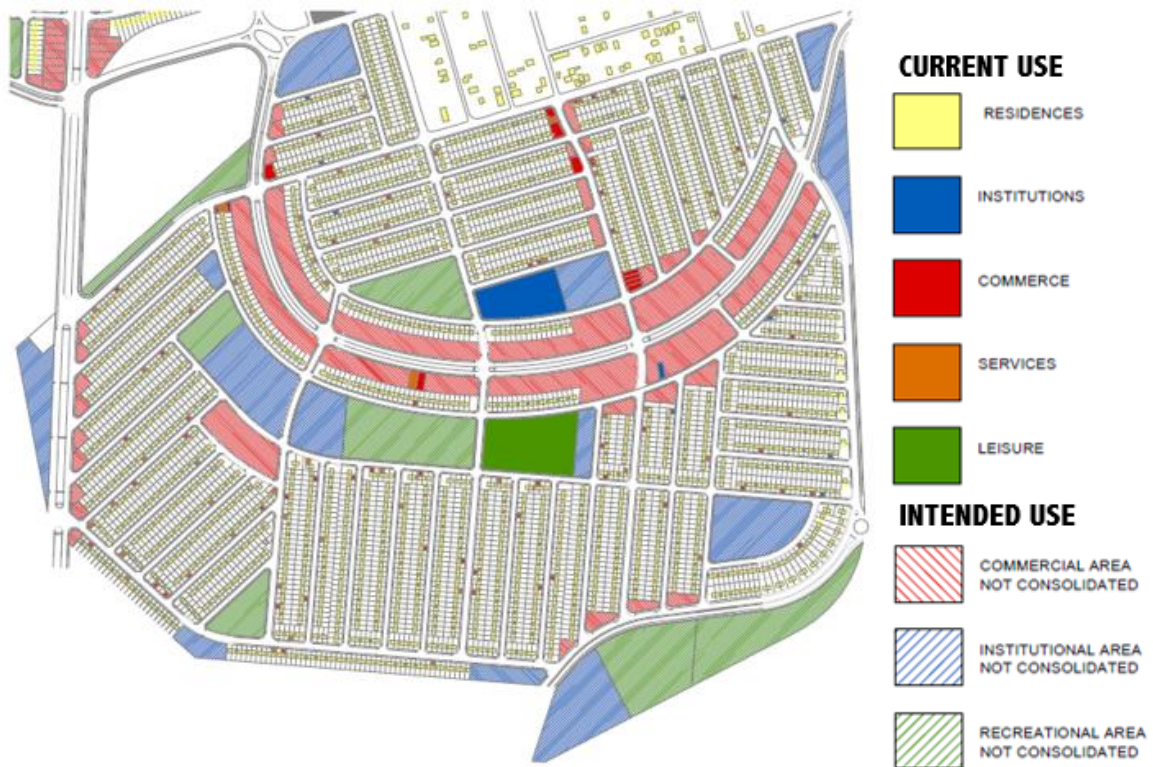 CURRENT USE
RESIDENCES
INSTITUTIONS
COMMERCE
SERVICES
LEISURE
INTENDED USE
COMMERCIAL AREA
NOT CONSOLIDATED
INSTITUTIONAL AREA
NOT CONSOLIDATED
RECREATIONAL AREA
NOT CONSOLIDATED